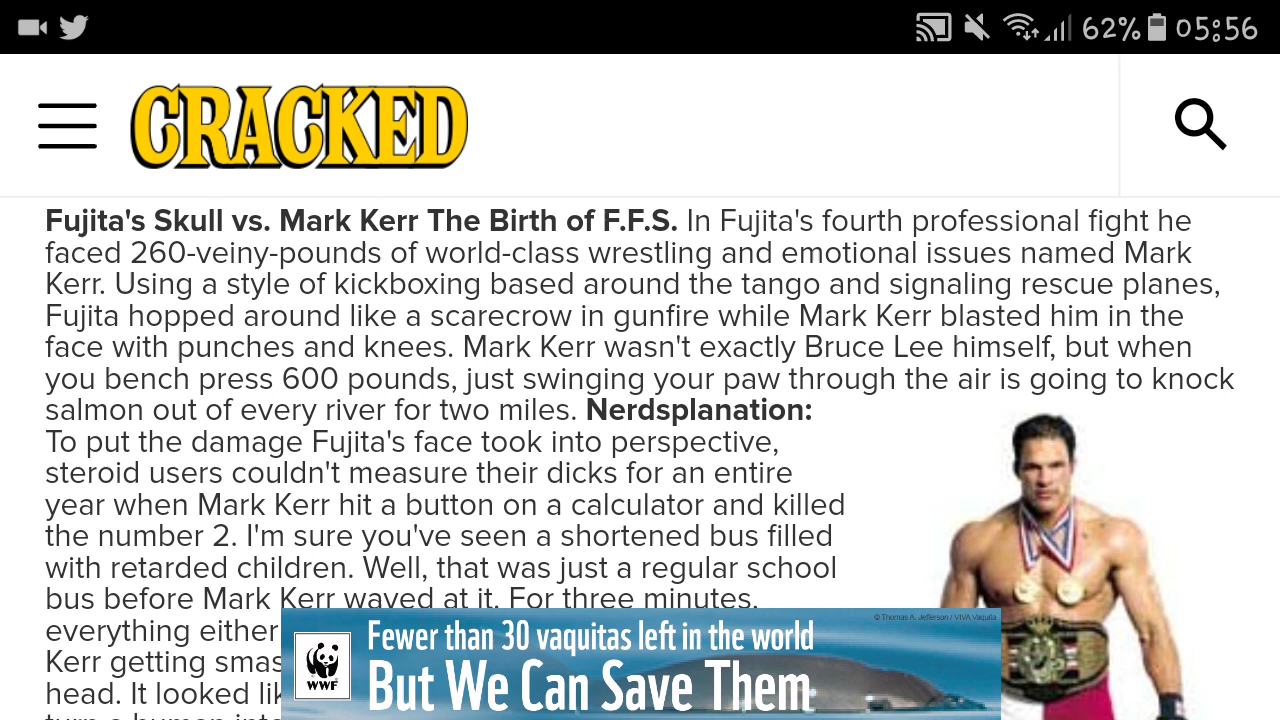 62% 05:56
CRACKED
Fujita's Skull vs. Mark Kerr The Birth of F.F.S. In Fujita's fourth professional fight he
faced 260-veiny-pounds of world-class wrestling and emotional issues named Mark
Kerr. Using a style of kickboxing based around the tango and signaling rescue planes,
Fujita hopped around like a scarecrow in gunfire while Mark Kerr blasted him in the
face with punches and knees. Mark Kerr wasn't exactly Bruce Lee himself, but when
you bench press 600 pounds, just swinging your paw through the air is going to knock
salmon out of every river for two miles. Nerdsplanation:
To put the damage Fujita's face took into perspective,
steroid users couldn't measure their dicks for an entire
year when Mark Kerr hit a button on a calculator and killed
the number 2. I'm sure you've seen a shortened bus filled
with retarded children. Well, that was just a regular school
bus before Mark Kerr waved at it. For three minutes,
everything either
Kerr getting smas
head. It looked lik
© Thomas A. Jefferson / VIVA Vaquita
Fewer than 30 vaquitas left in the world
But We Can Save Them
WWF